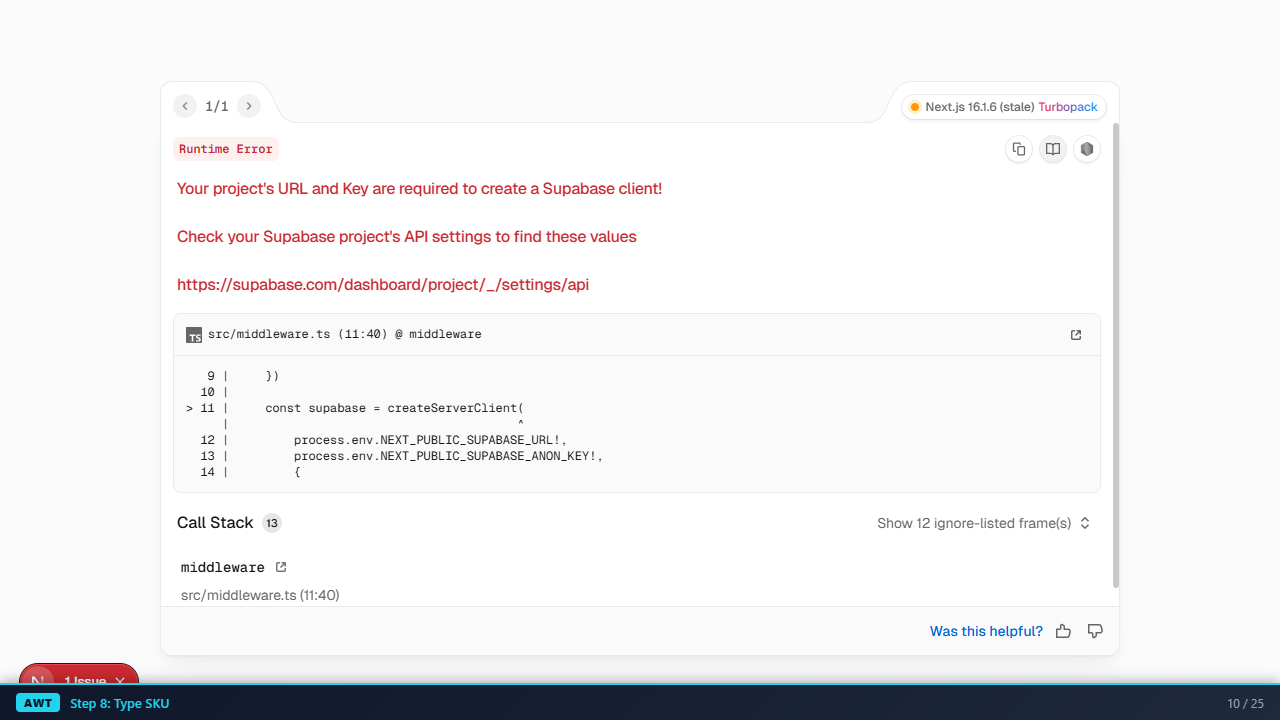 1/1
Next.js 16.1.6 (stale) Turbopack
Runtime Error
Your project's URL and Key are required to create a Supabase client!
Check your Supabase project's API settings to find these values
https://supabase.com/dashboard/project/_/settings/api
TS src/middleware.ts (11:40) @ middleware
9 | })
10 |
> 11 | const supabase = createServerClient(
| ^
12 | process.env.NEXT_PUBLIC_SUPABASE_URL!,
13 | process.env.NEXT_PUBLIC_SUPABASE_ANON_KEY!,
14 | {
Call Stack 13
Show 12 ignore-listed frame(s)
middleware
src/middleware.ts (11:40)
Was this helpful?
N 1 Issue
AWT Step 8: Type SKU
10 / 25